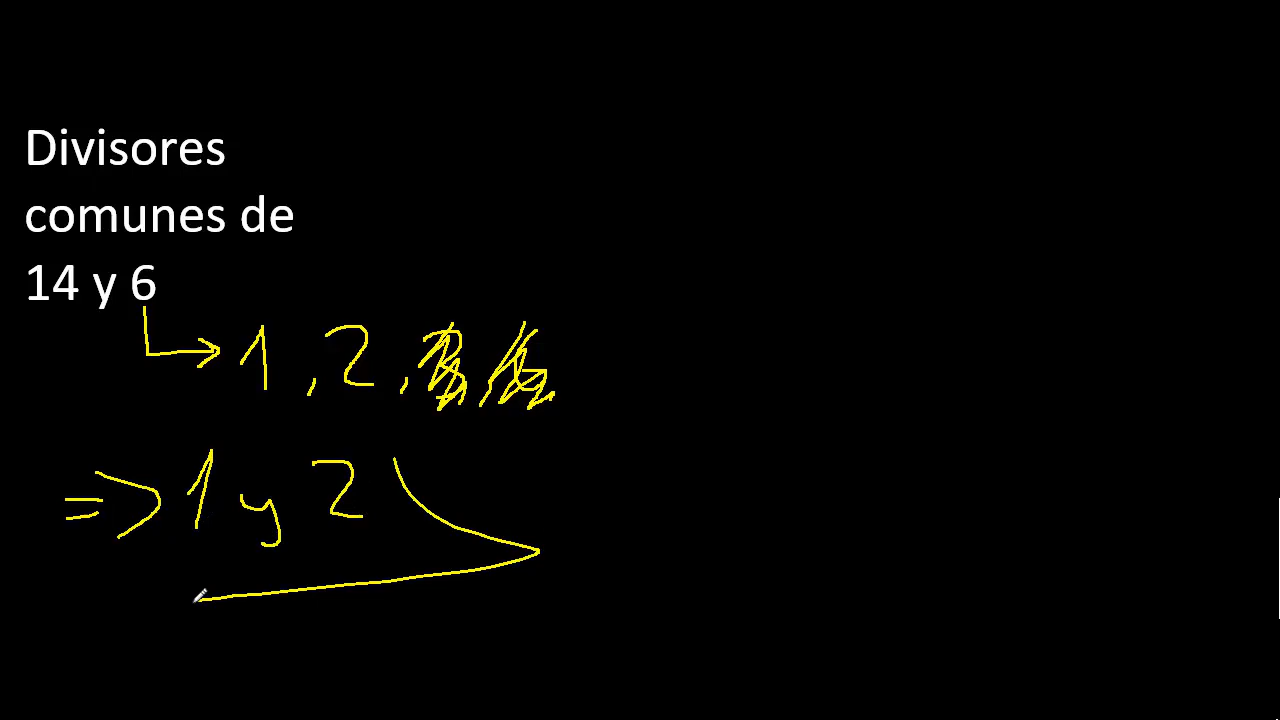 Divisores
comunes de
14 y 6
→ 1, 2,
=> 1 y 2